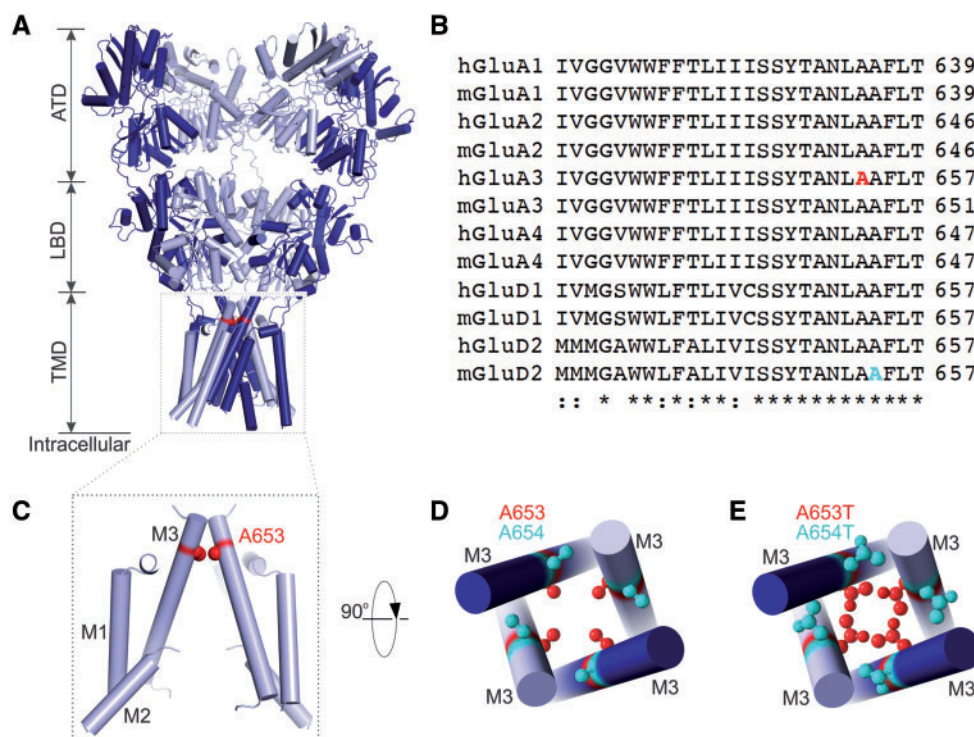 A
ATD
LBD
TMD
Intracellular
B
hGluA1 IVGGVWWFFTLIIISSYTANLAAFLT 639
mGluA1 IVGGVWWFFTLIIISSYTANLAAFLT 639
hGluA2 IVGGVWWFFTLIIISSYTANLAAFLT 646
mGluA2 IVGGVWWFFTLIIISSYTANLAAFLT 646
hGluA3 IVGGVWWFFTLIIISSYTANLAAFLT 657
mGluA3 IVGGVWWFFTLIIISSYTANLAAFLT 651
hGluA4 IVGGVWWFFTLIIISSYTANLAAFLT 647
mGluA4 IVGGVWWFFTLIIISSYTANLAAFLT 647
hGluD1 IVMGSWWLFTLIVCSSYTANLAAFLT 657
mGluD1 IVMGSWWLFTLIVCSSYTANLAAFLT 657
hGluD2 MMMGAWWLFALIVISSYTANLAAFLT 657
mGluD2 MMMGAWWLFALIVISSYTANLAAFLT 657
:: * **:*:**: ************
C
M3
A653
M1
M2
90°
D
A653
A654
M3
M3
M3
M3
E
A653T
A654T
M3
M3
M3
M3